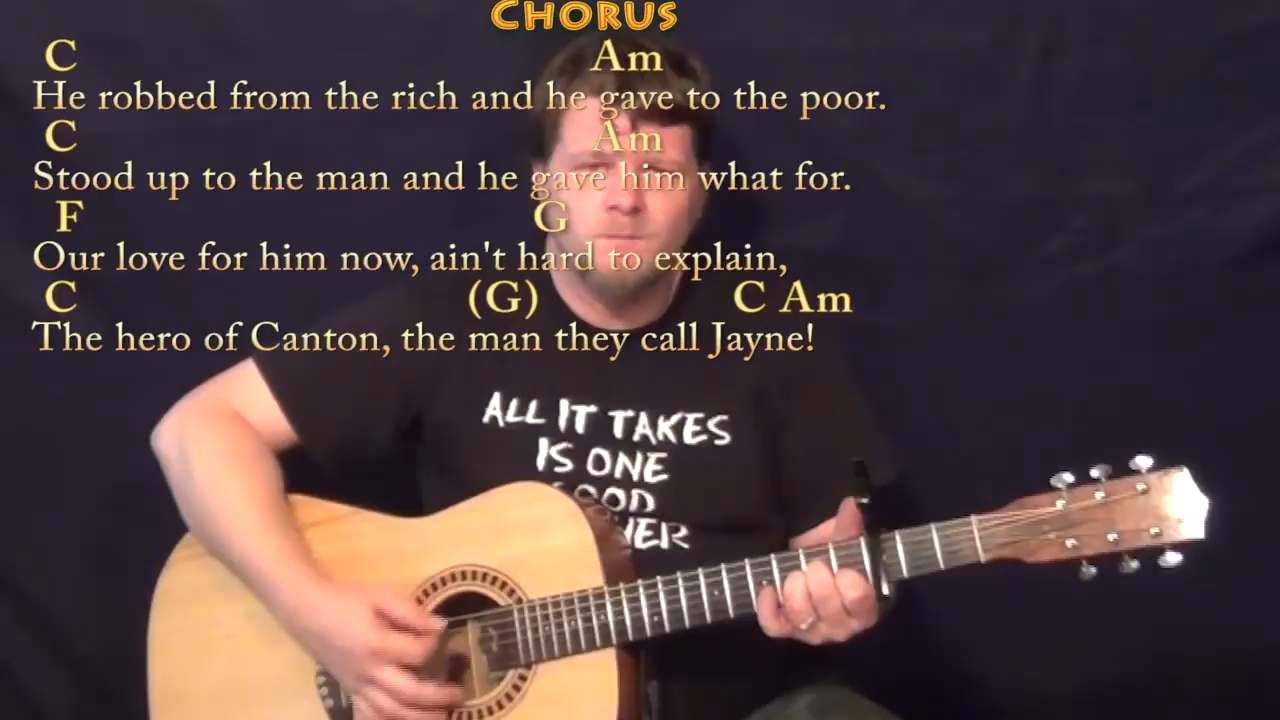 CHORUS
C Am
He robbed from the rich and he gave to the poor.
C Am
Stood up to the man and he gave him what for.
F G
Our love for him now, ain't hard to explain,
C (G) C Am
The hero of Canton, the man they call Jayne!
ALL IT TAKES
IS ONE